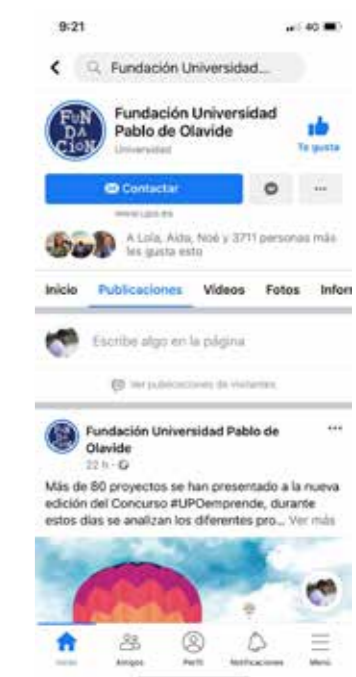 9:21
4G
Fundación Universidad...
FUN
DA
CIoN
Fundación Universidad
Pablo de Olavide
Universidad
Te gusta
Contactar
www.upo.es
A Lola, Aida, Noé y 3711 personas más
les gusta esto
Inicio Publicaciones Vídeos Fotos Inform
Escribe algo en la página
Ver publicaciones de visitantes
Fundación Universidad Pablo de
Olavide
22 h
Más de 80 proyectos se han presentado a la nueva
edición del Concurso #UPOemprende, durante
estos días se analizan los diferentes pro... Ver más
Inicio Amigos Perfil Notificaciones Menú